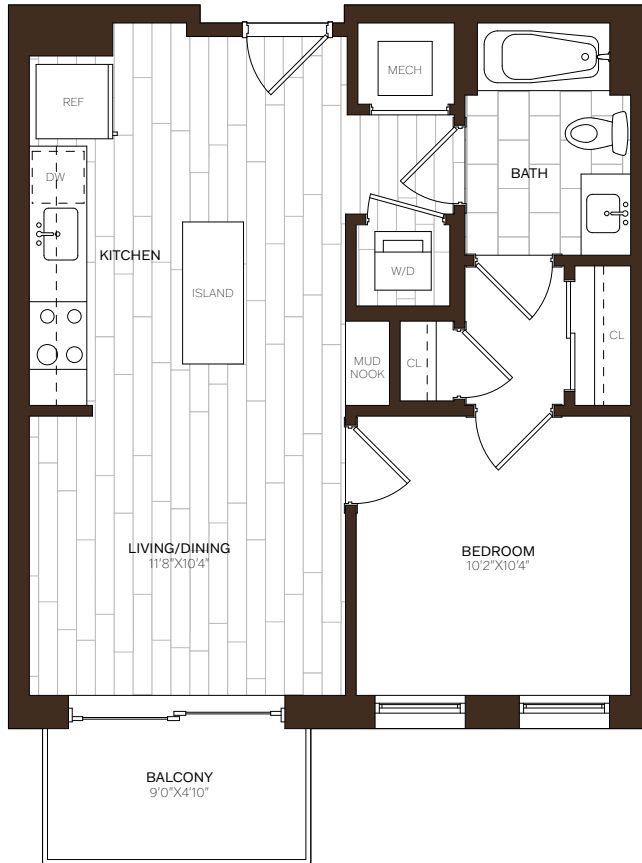 MECH
REF
BATH
DW
KITCHEN
W/D
ISLAND
CL
MUD
NOOK
CL
LIVING/DINING
11'8"X10'4"
BEDROOM
10'2"X10'4"
BALCONY
9'0"X4'10"